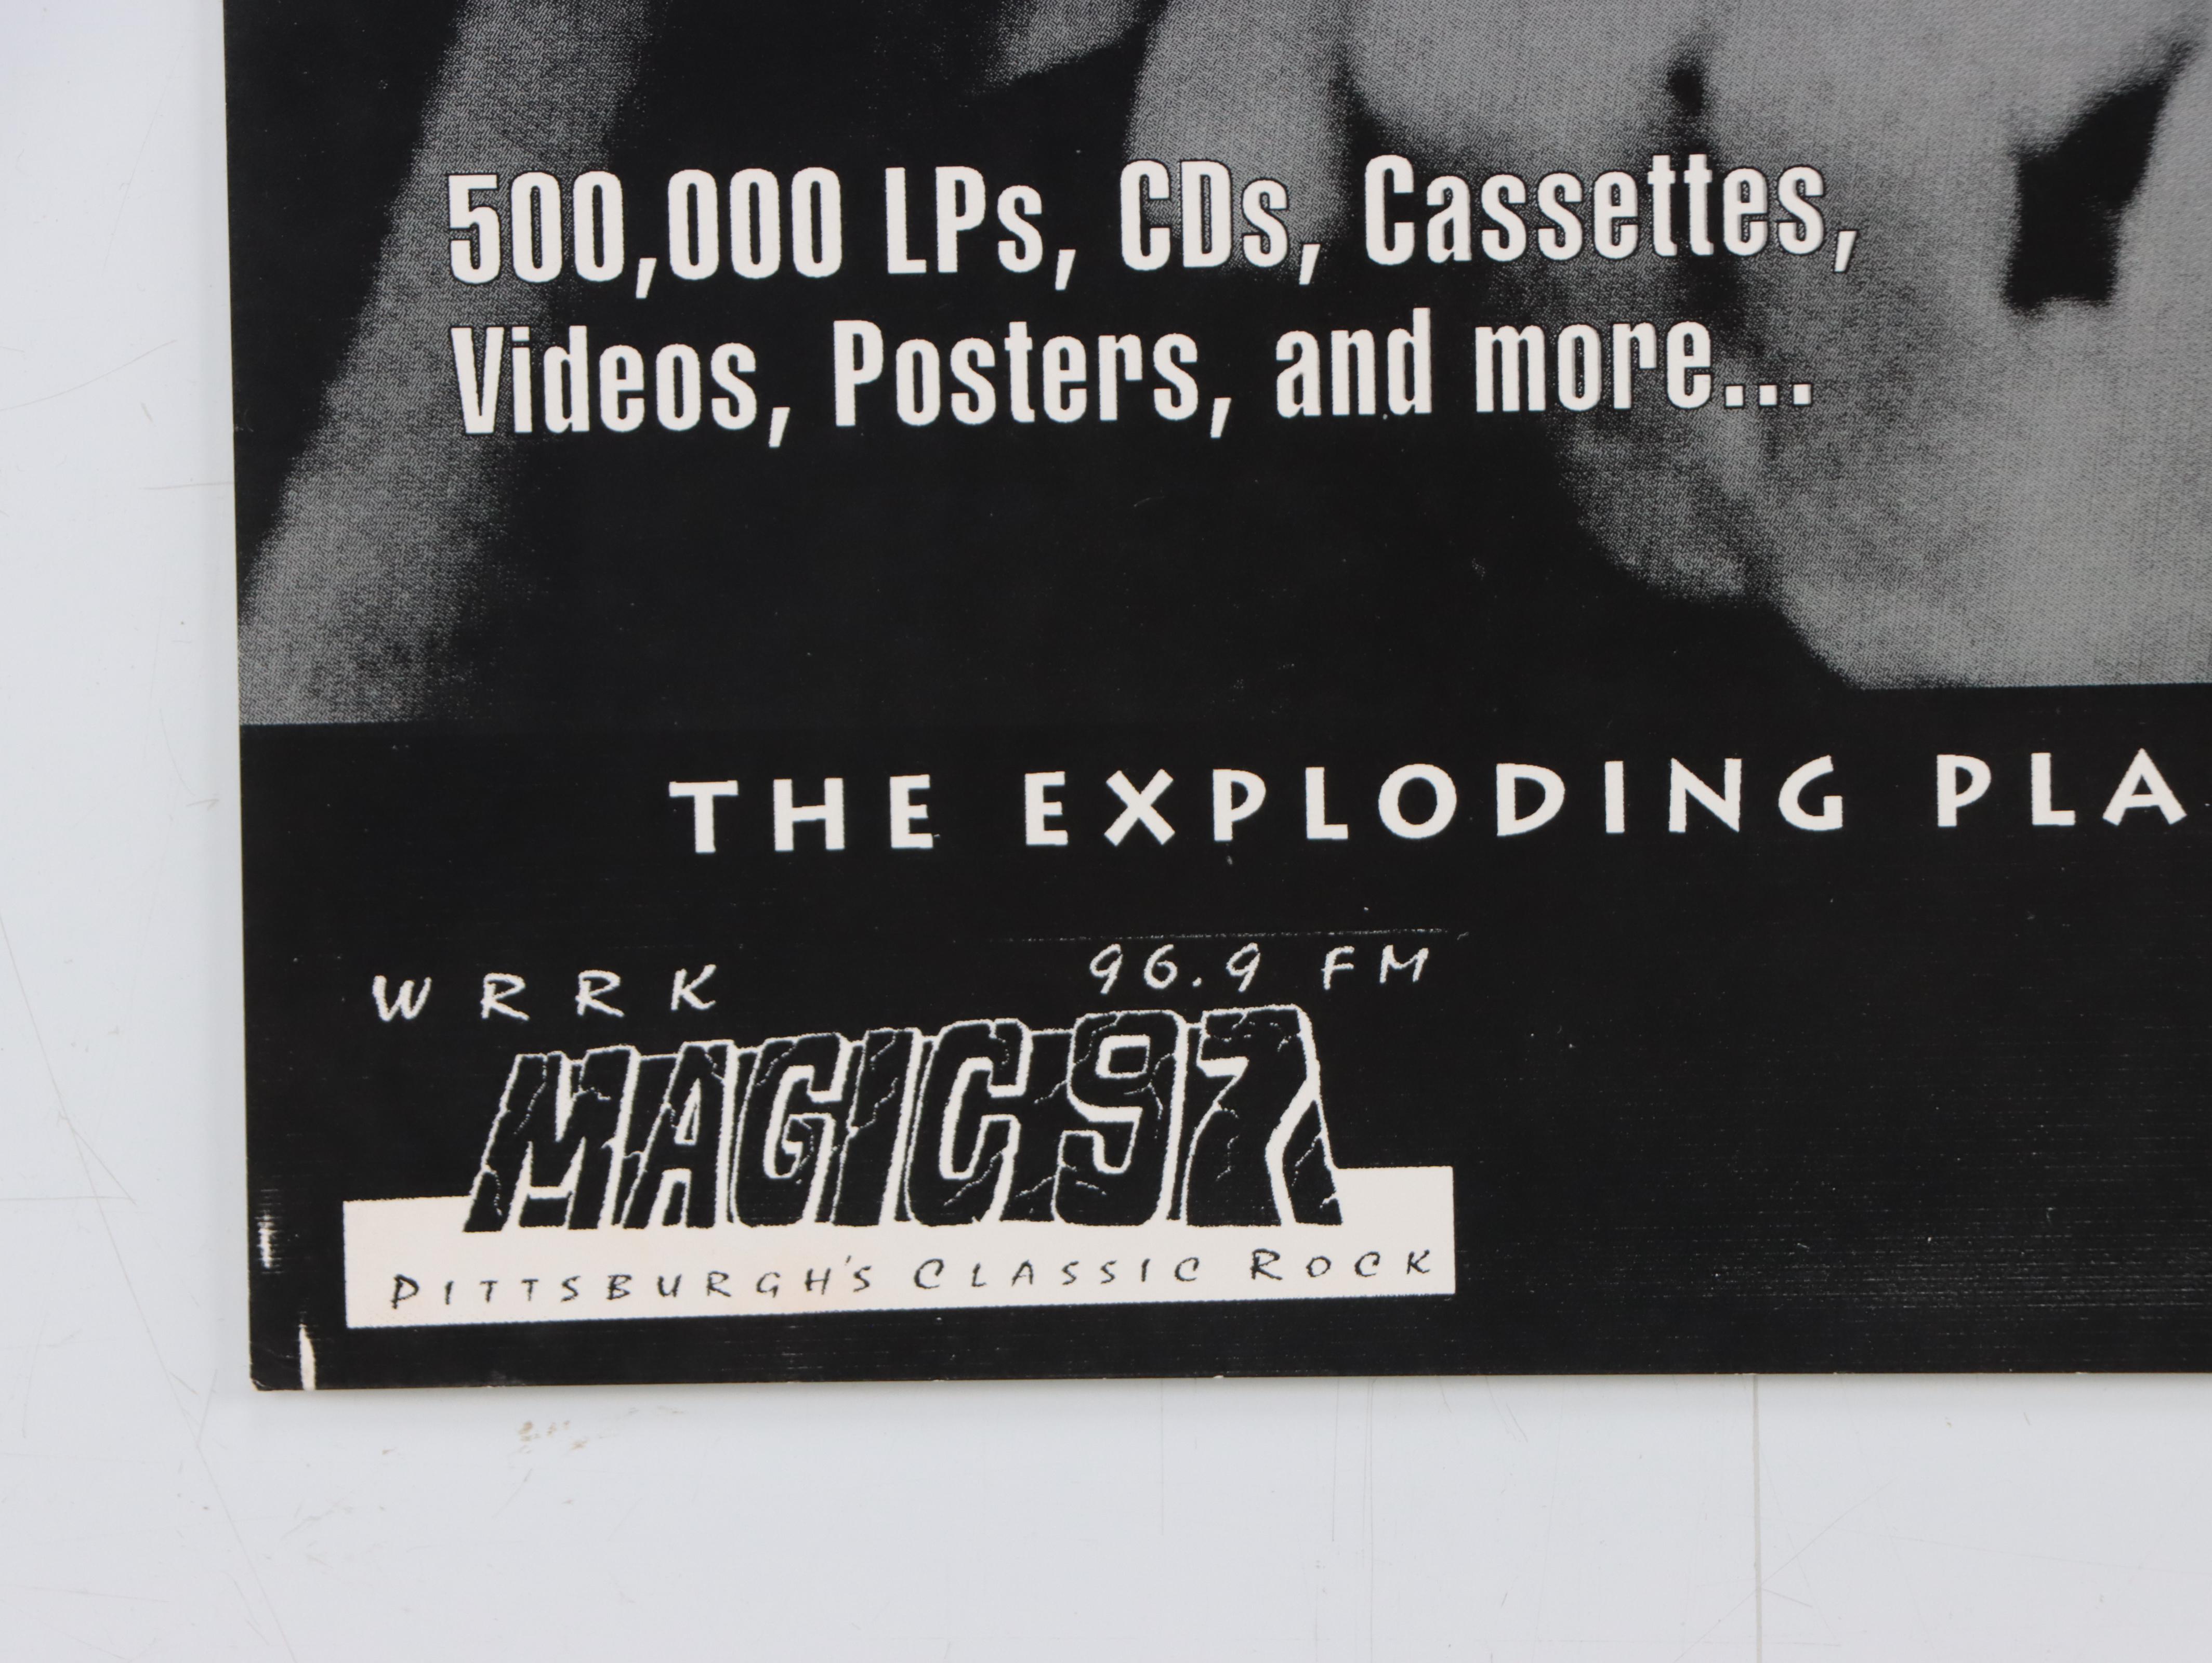 500,000 LPs, CDs, Cassettes,
Videos, Posters, and more...
THE EXPLODING PLA
WRRK 96.9 FM
MAGIC 97
PITTSBURGH'S CLASSIC ROCK